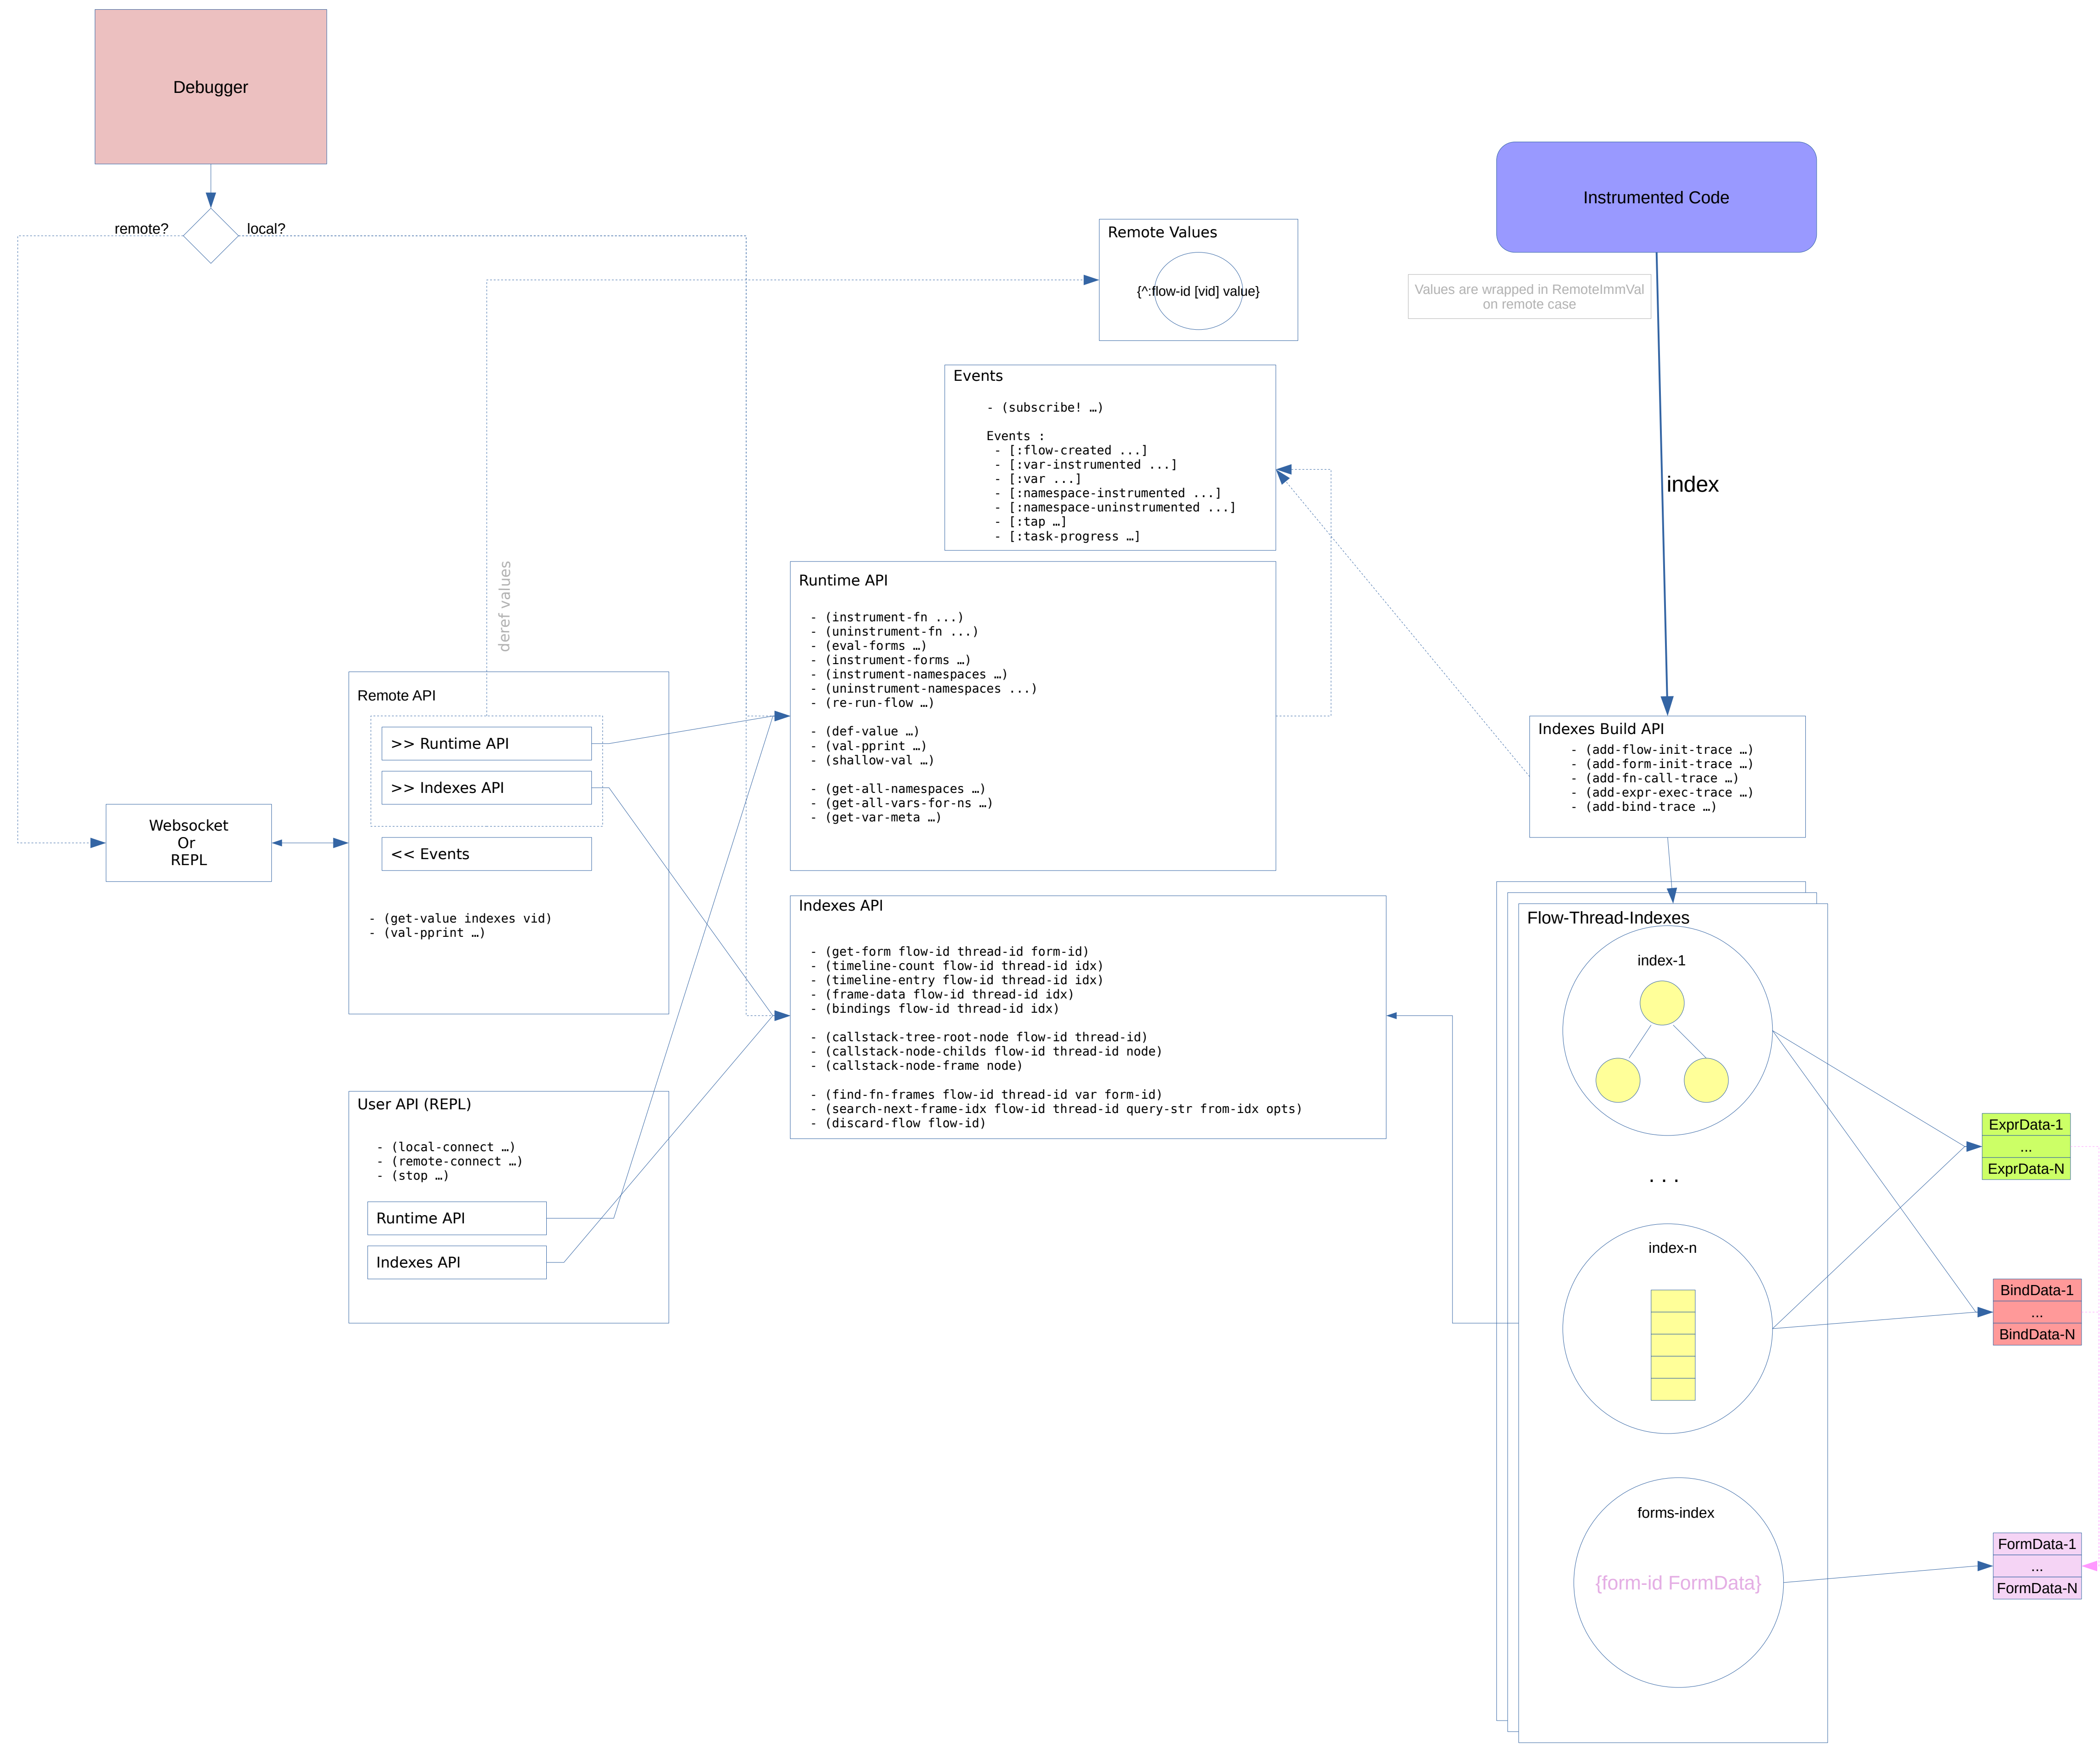 Debugger
remote?
local?
Remote Values
{^:flow-id [vid] value}
Instrumented Code
Values are wrapped in RemoteImmVal
on remote case
index
Events
- (subscribe! …)
Events :
- [:flow-created ...]
- [:var-instrumented ...]
- [:var ...]
- [:namespace-instrumented ...]
- [:namespace-uninstrumented ...]
- [:tap …]
- [:task-progress …]
deref values
Runtime API
- (instrument-fn ...)
- (uninstrument-fn ...)
- (eval-forms …)
- (instrument-forms …)
- (instrument-namespaces …)
- (uninstrument-namespaces ...)
- (re-run-flow …)
- (def-value …)
- (val-pprint …)
- (shallow-val …)
- (get-all-namespaces …)
- (get-all-vars-for-ns …)
- (get-var-meta …)
Remote API
>> Runtime API
>> Indexes API
<< Events
- (get-value indexes vid)
- (val-pprint …)
Websocket
Or
REPL
Indexes Build API
- (add-flow-init-trace …)
- (add-form-init-trace …)
- (add-fn-call-trace …)
- (add-expr-exec-trace …)
- (add-bind-trace …)
Indexes API
- (get-form flow-id thread-id form-id)
- (timeline-count flow-id thread-id idx)
- (timeline-entry flow-id thread-id idx)
- (frame-data flow-id thread-id idx)
- (bindings flow-id thread-id idx)
- (callstack-tree-root-node flow-id thread-id)
- (callstack-node-childs flow-id thread-id node)
- (callstack-node-frame node)
- (find-fn-frames flow-id thread-id var form-id)
- (search-next-frame-idx flow-id thread-id query-str from-idx opts)
- (discard-flow flow-id)
User API (REPL)
- (local-connect …)
- (remote-connect …)
- (stop …)
Runtime API
Indexes API
Flow-Thread-Indexes
index-1
. . .
index-n
forms-index
{form-id FormData}
ExprData-1
...
ExprData-N
BindData-1
...
BindData-N
FormData-1
...
FormData-N